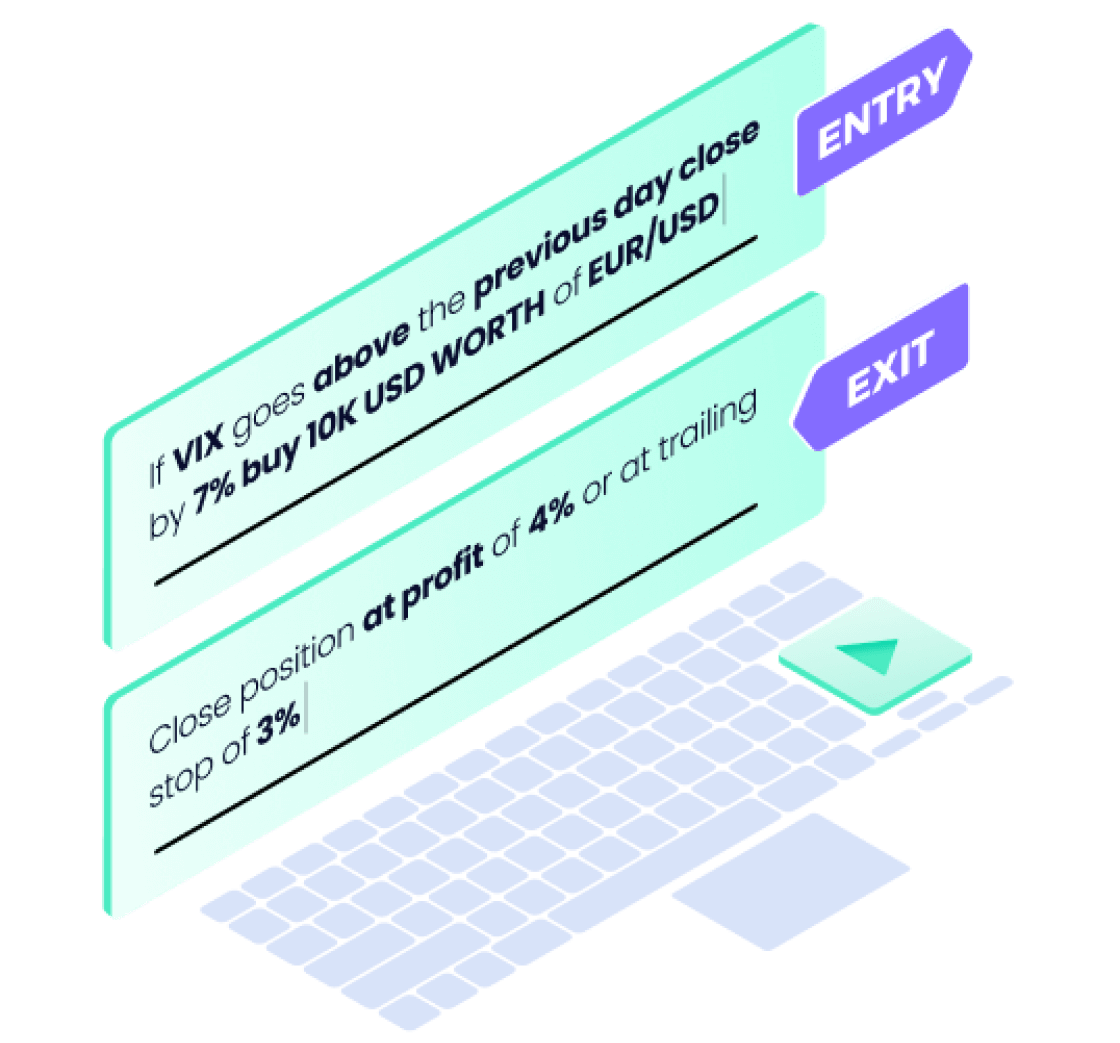 ENTRY
If VIX goes above the previous day close
by 7% buy 10K USD WORTH of EUR/USD
EXIT
Close position at profit of 4% or at trailing
stop of 3%